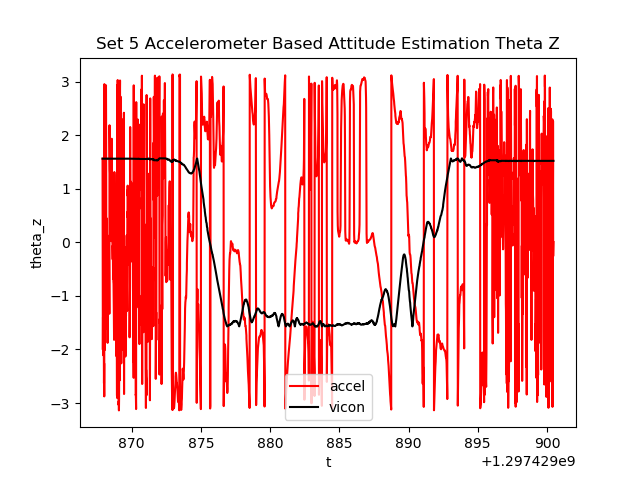 Set 5 Accelerometer Based Attitude Estimation Theta Z
theta_z
3
2
1
0
−1
−2
−3
accel
vicon
870 875 880 885 890 895 900
t
+1.297429e9